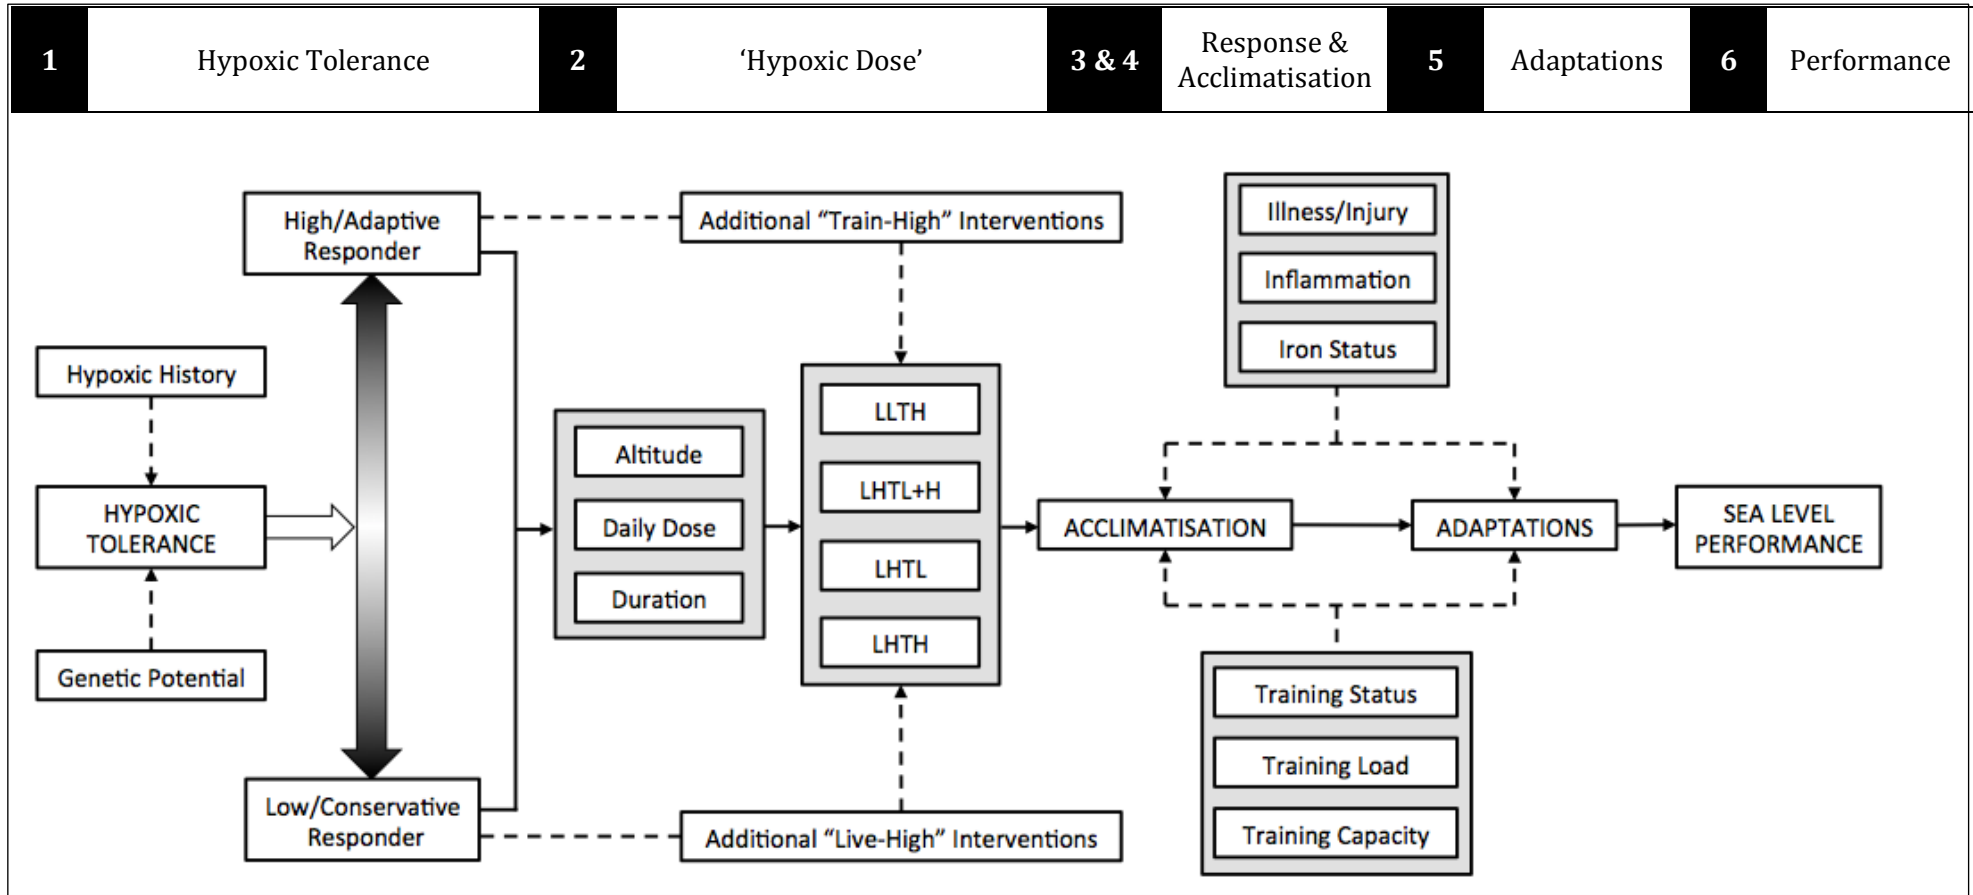 1
Hypoxic Tolerance
2
‘Hypoxic Dose’
3 & 4
Response &
Acclimatisation
5
Adaptations
6
Performance
High/Adaptive
Responder
Additional “Train-High” Interventions
Illness/Injury
Inflammation
Iron Status
Hypoxic History
HYPOXIC
TOLERANCE
Genetic Potential
Altitude
Daily Dose
Duration
LLTH
LHTL+H
LHTL
LHTH
ACCLIMATISATION
ADAPTATIONS
SEA LEVEL
PERFORMANCE
Low/Conservative
Responder
Additional “Live-High” Interventions
Training Status
Training Load
Training Capacity